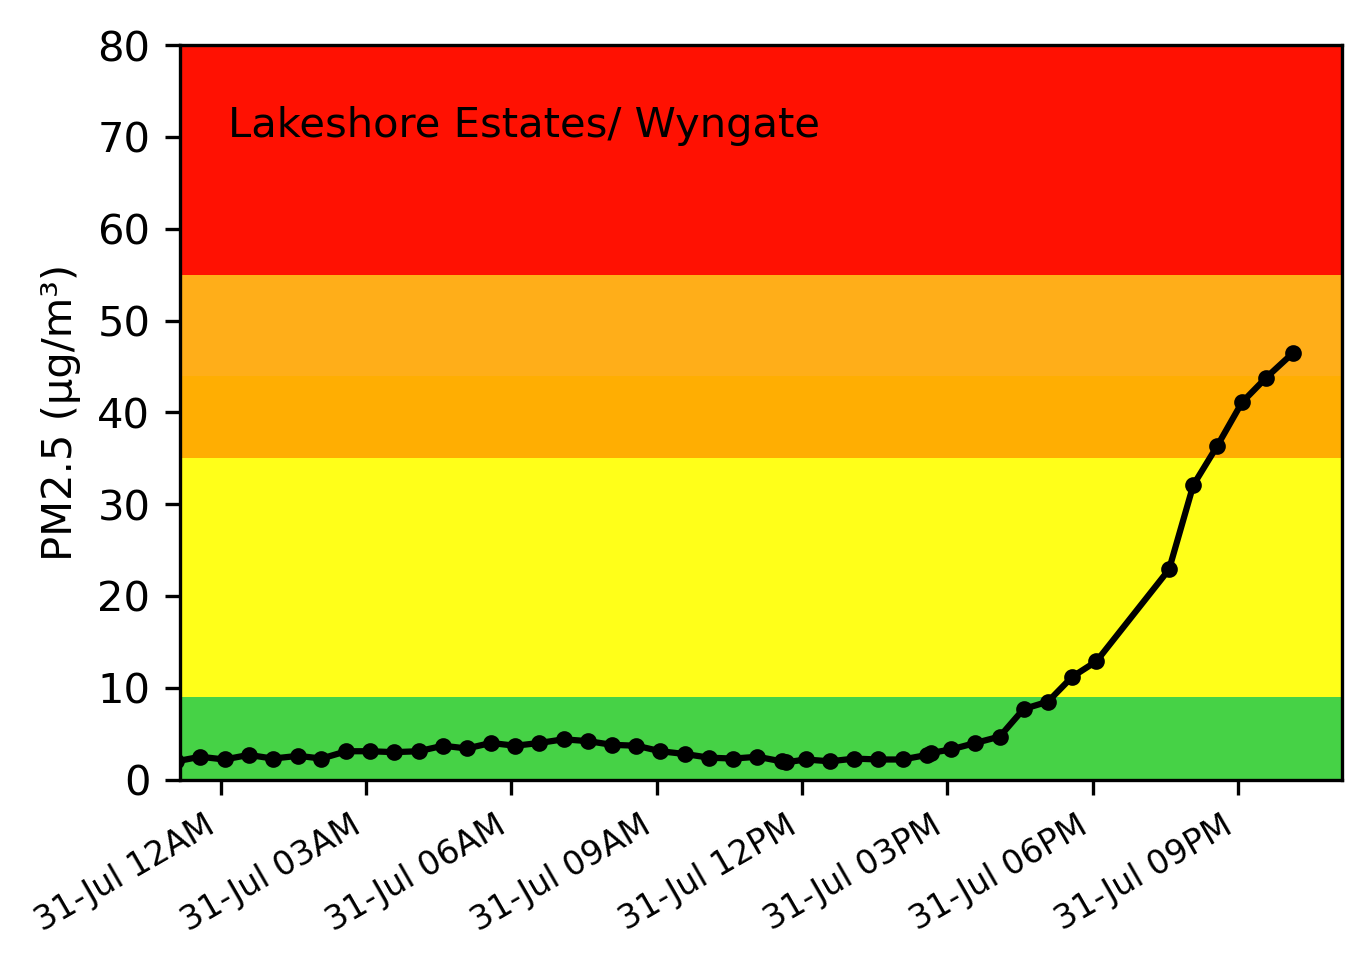 80
Lakeshore Estates/ Wyngate
70
60
50
40
30
20
10
0
PM2.5 (µg/m³)
31-Jul 12AM
31-Jul 03AM
31-Jul 06AM
31-Jul 09AM
31-Jul 12PM
31-Jul 03PM
31-Jul 06PM
31-Jul 09PM